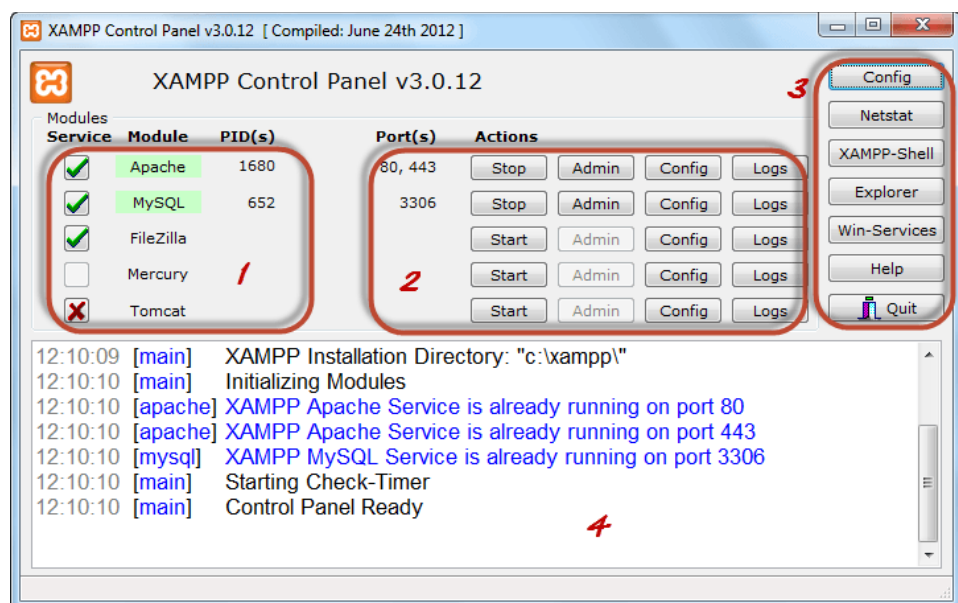 XAMPP Control Panel v3.0.12 [ Compiled: June 24th 2012 ]
XAMPP Control Panel v3.0.12
3
Config
Modules
Netstat
Service Module PID(s) Port(s) Actions
XAMPP-Shell
Apache 1680 80, 443 Stop Admin Config Logs
Explorer
MySQL 652 3306 Stop Admin Config Logs
Win-Services
FileZilla Start Admin Config Logs
Help
Mercury 1 2 Start Admin Config Logs
Quit
Tomcat Start Admin Config Logs
12:10:09 [main] XAMPP Installation Directory: "c:\xampp\"
12:10:10 [main] Initializing Modules
12:10:10 [apache] XAMPP Apache Service is already running on port 80
12:10:10 [apache] XAMPP Apache Service is already running on port 443
12:10:10 [mysql] XAMPP MySQL Service is already running on port 3306
12:10:10 [main] Starting Check-Timer
12:10:10 [main] Control Panel Ready
4